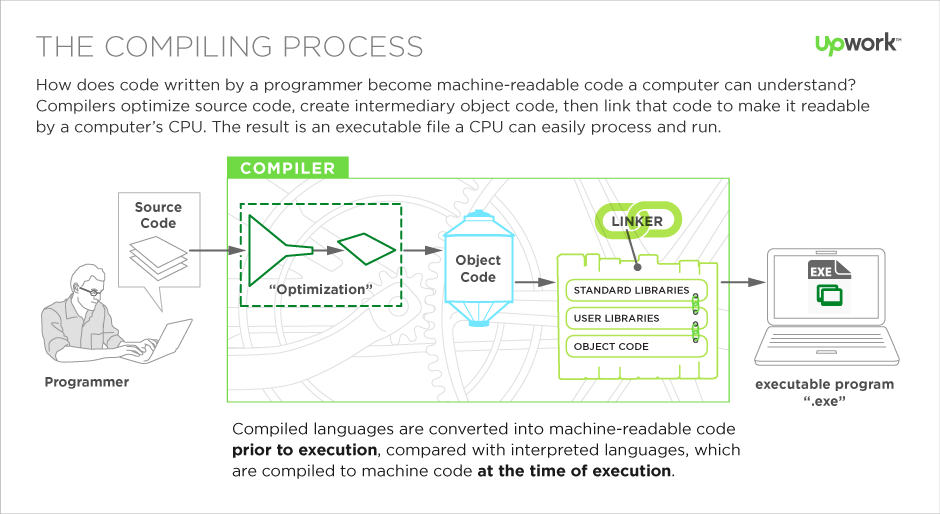 THE COMPILING PROCESS
Upwork™
How does code written by a programmer become machine-readable code a computer can understand?
Compilers optimize source code, create intermediary object code, then link that code to make it readable
by a computer's CPU. The result is an executable file a CPU can easily process and run.
COMPILER
Source
Code
"Optimization"
Object
Code
LINKER
STANDARD LIBRARIES
USER LIBRARIES
OBJECT CODE
EXE
Programmer
executable program
".exe"
Compiled languages are converted into machine-readable code
prior to execution, compared with interpreted languages, which
are compiled to machine code at the time of execution.